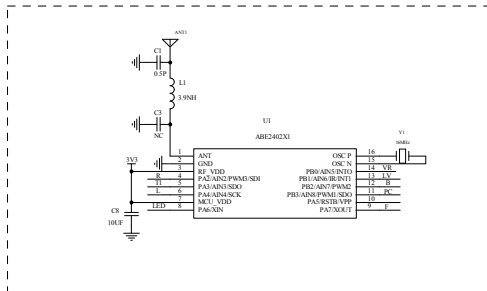 ANT1
C1
0.5P
L1
3.9NH
C3
NC
U1
ABE2402X1
Y1
16MHz
3V3
1 ANT OSC P 16
2 GND OSC N 15
3 RF_VDD PB0/AIN5/INTO 14 VR
R 4 PA2/AIN2/PWM3/SDI PB1/AIN6/IR/INT1 13 LV
T1 5 PA3/AIN3/SDO PB2/AIN7/PWM2 12 B
L 6 PA4/AIN4/SCK PB3/AIN8/PWM1/SDO 11 PC
7 MCU_VDD PA5/RSTB/VPP 10
LED 8 PA6/XIN PA7/XOUT 9 F
C8
10UF